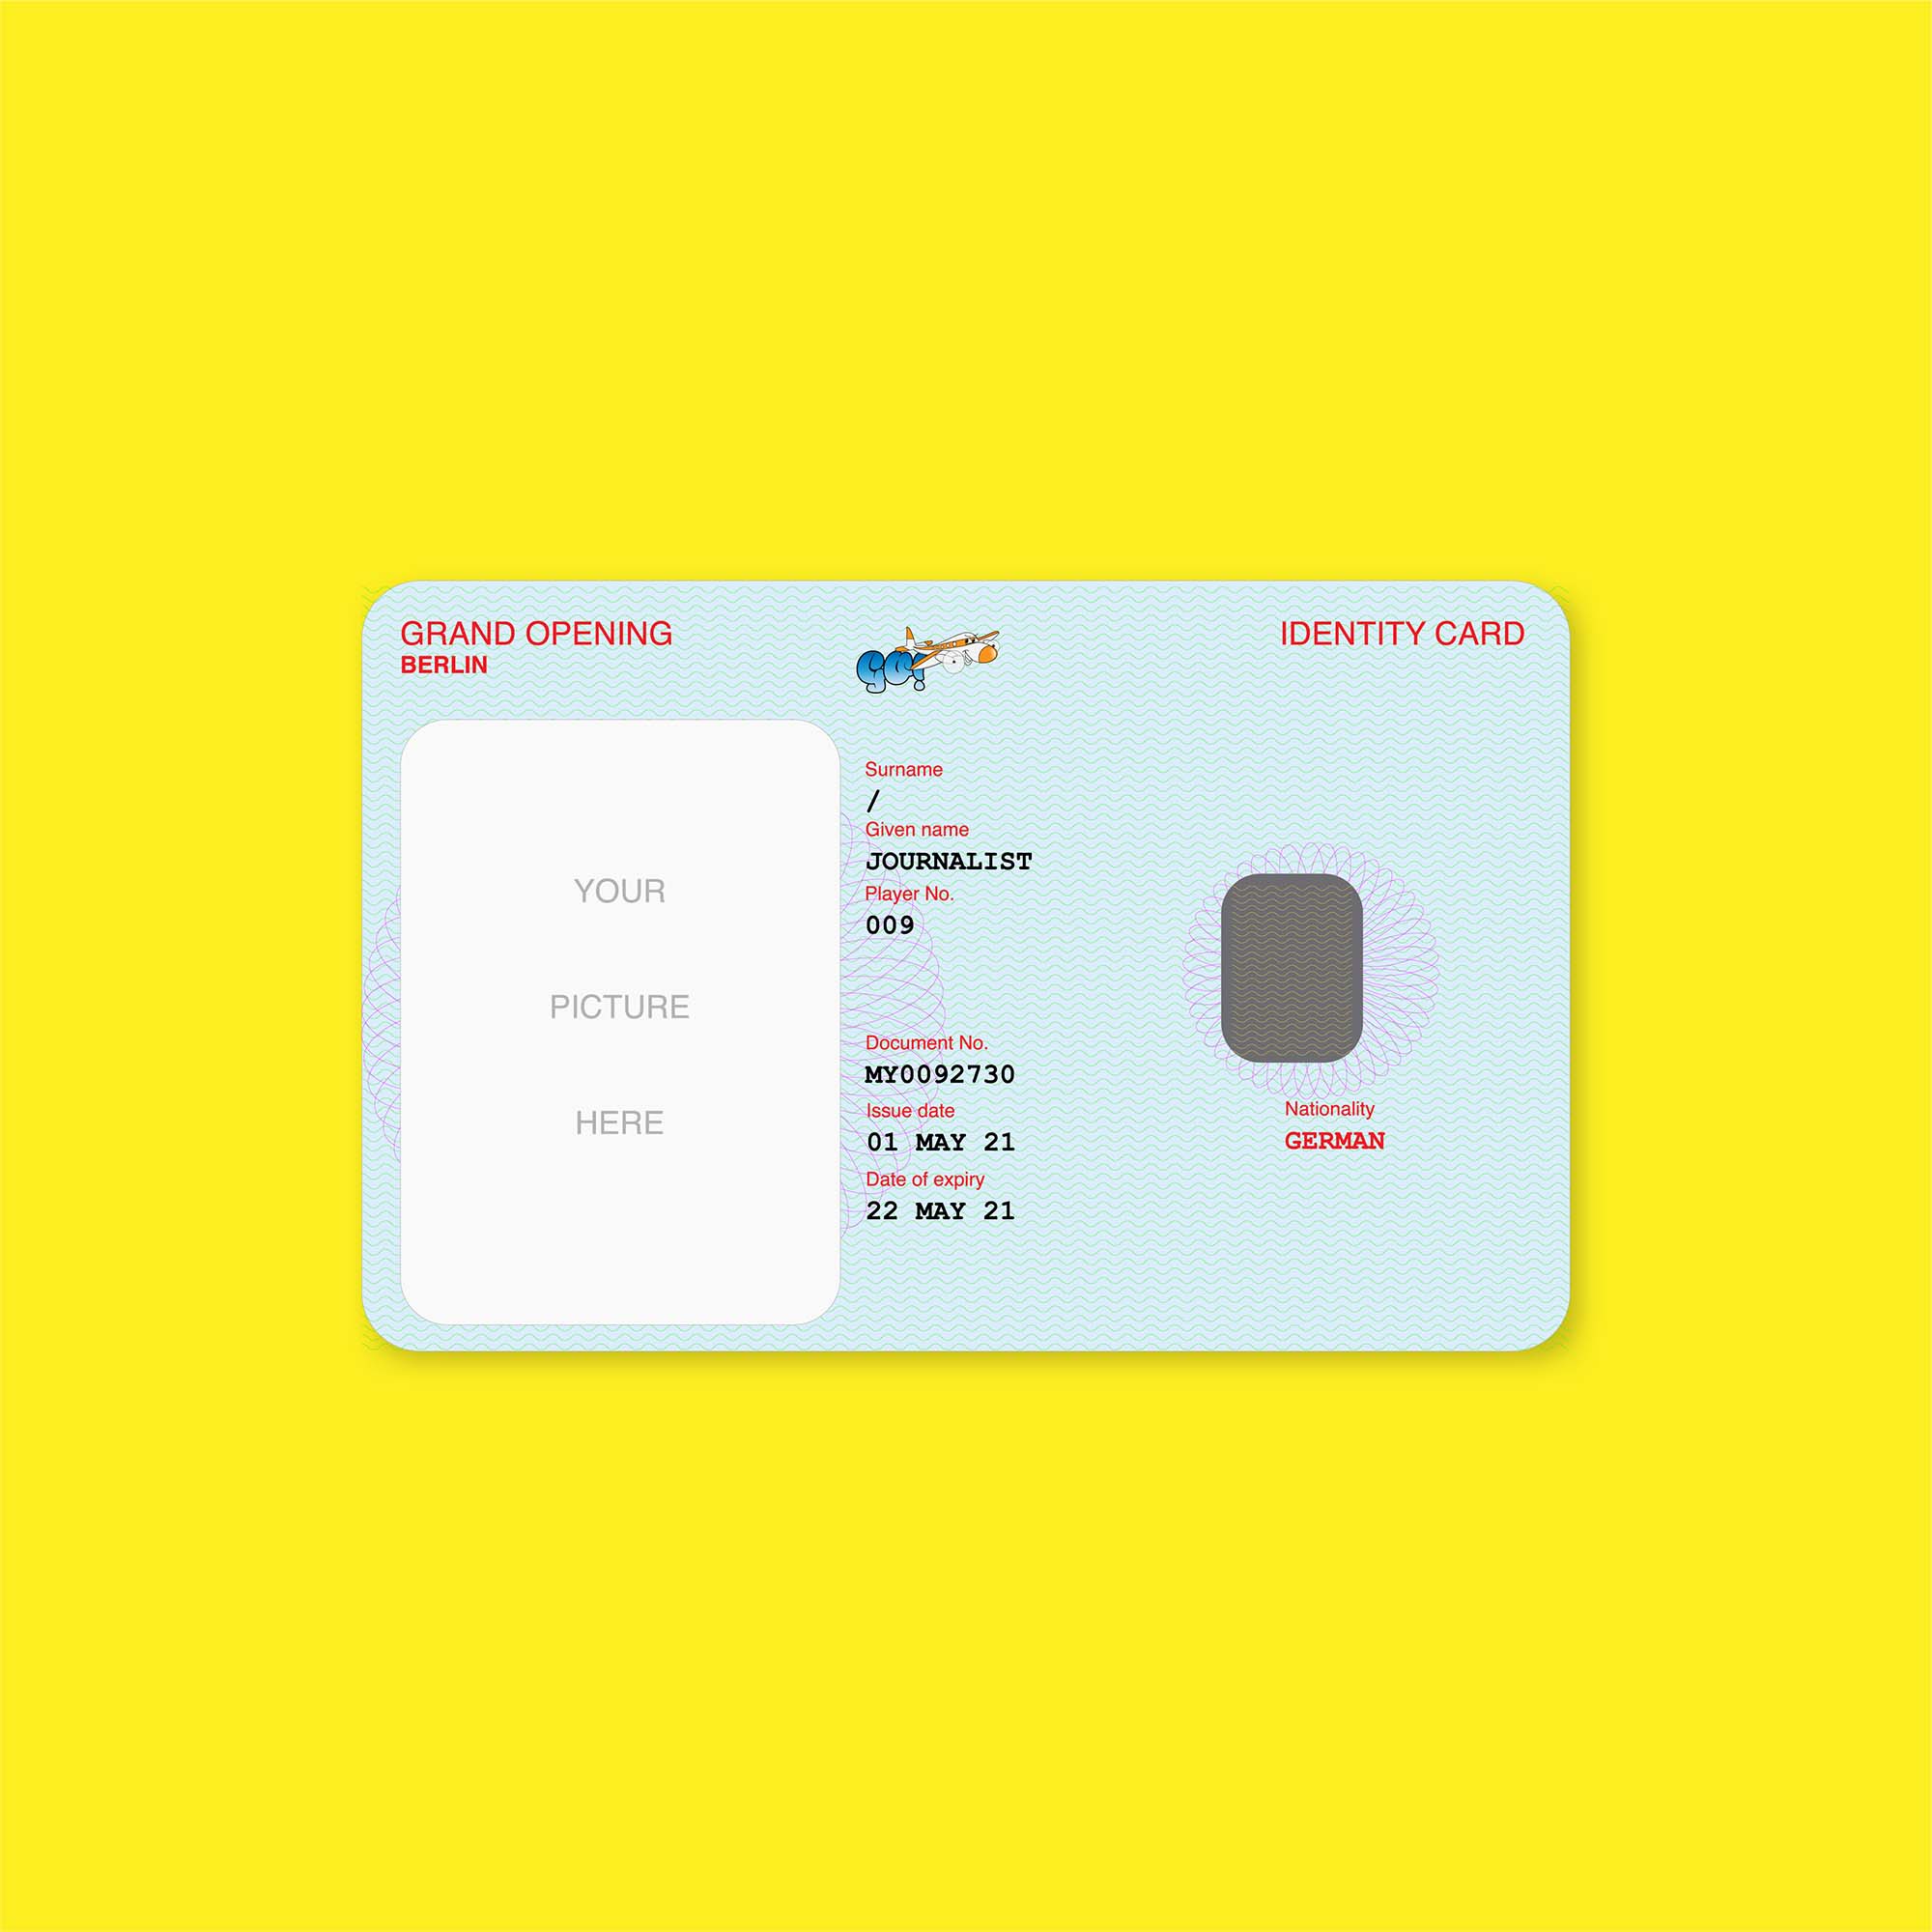 GRAND OPENING
BERLIN
go!
IDENTITY CARD
YOUR
PICTURE
HERE
Surname
/
Given name
JOURNALIST
Player No.
009
Document No.
MY0092730
Issue date
01 MAY 21
Date of expiry
22 MAY 21
Nationality
GERMAN